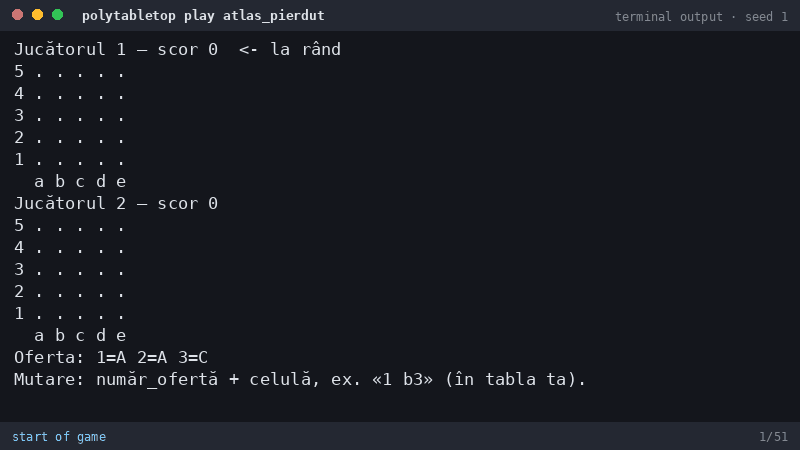 polytabletop play atlas_pierdut
terminal output · seed 1
Jucătorul 1 — scor 0  <- la rând
5 . . . . .
4 . . . . .
3 . . . . .
2 . . . . .
1 . . . . .
  a b c d e
Jucătorul 2 — scor 0
5 . . . . .
4 . . . . .
3 . . . . .
2 . . . . .
1 . . . . .
  a b c d e
Oferta: 1=A 2=A 3=C
Mutare: număr_ofertă + celulă, ex. «1 b3» (în tabla ta).
start of game
1/51